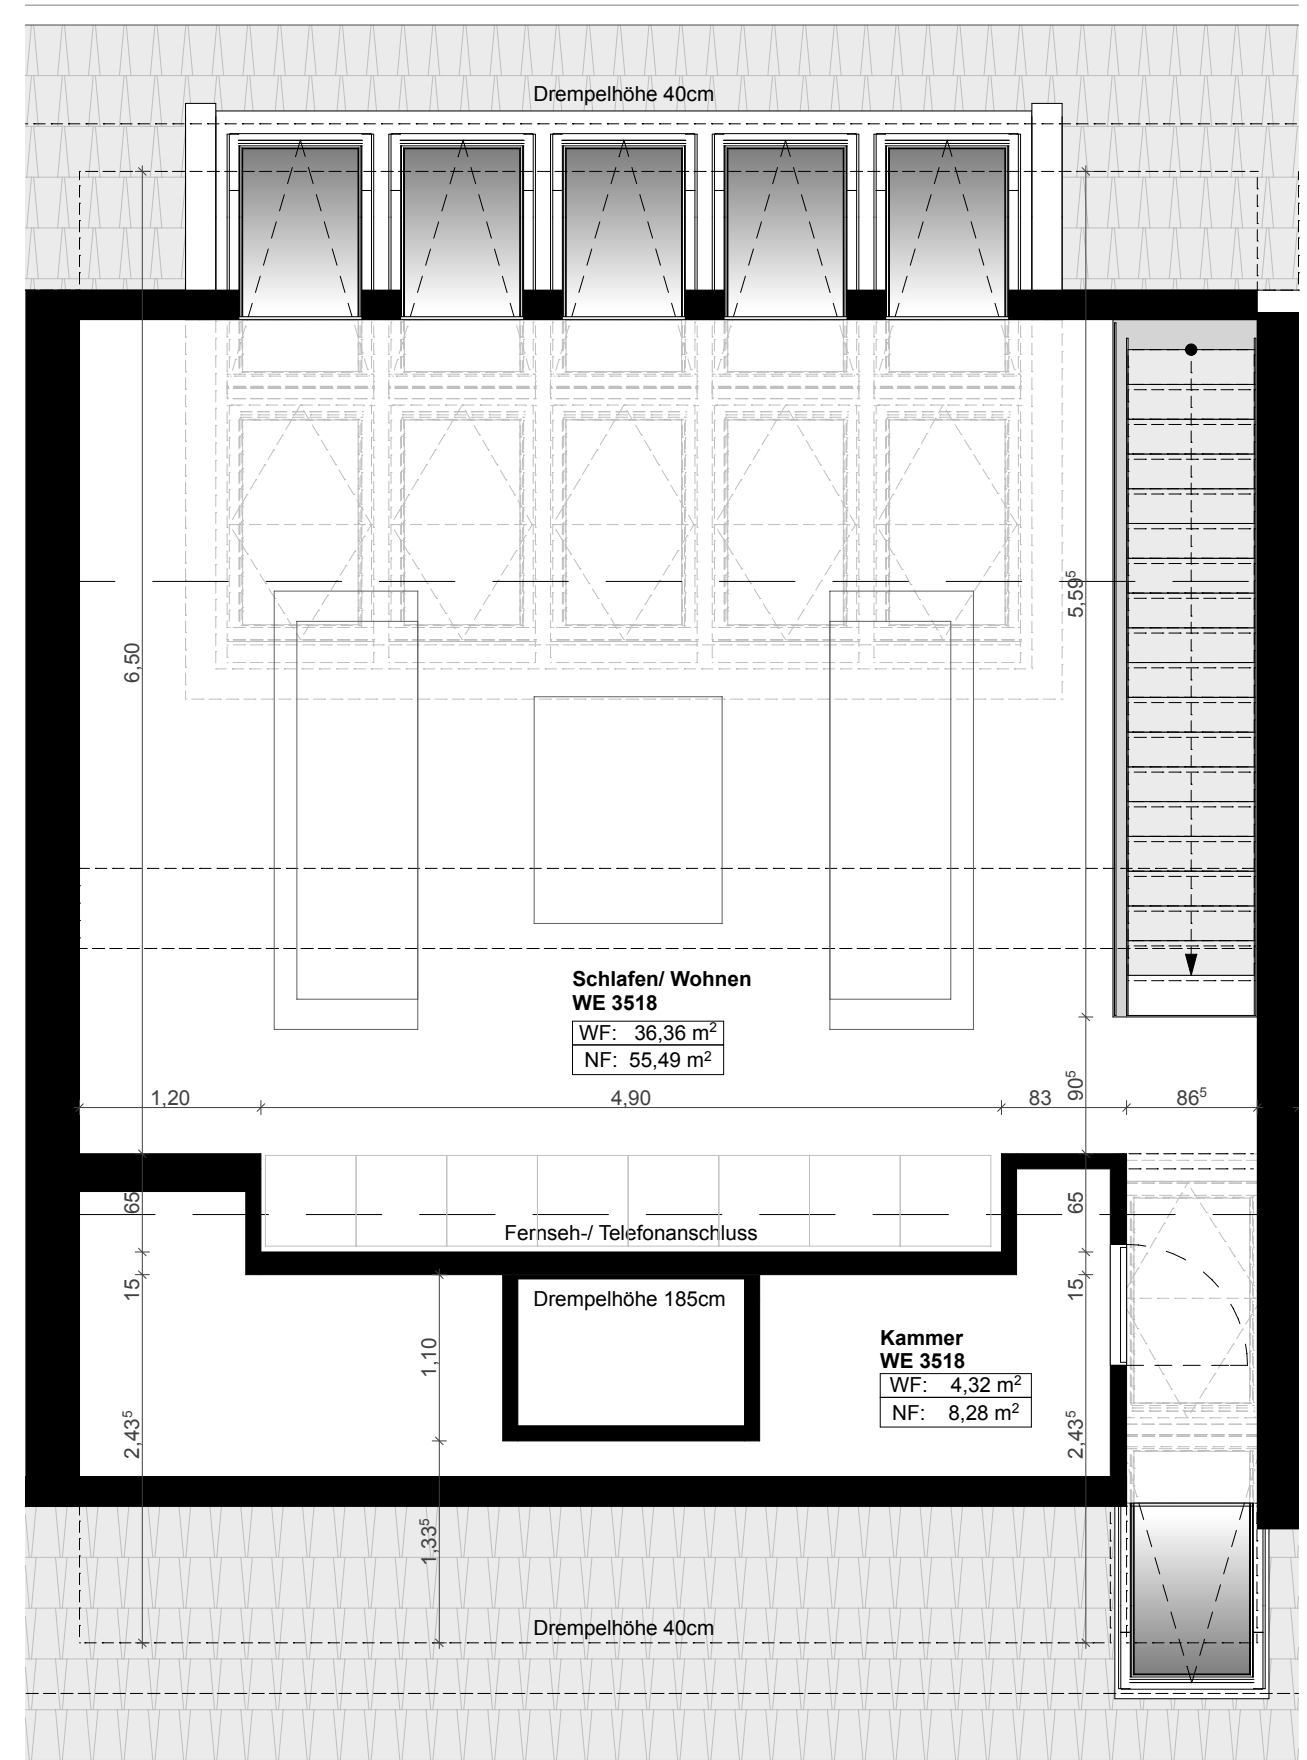 Drempelhöhe 40cm
6,50
5,59⁵
Schlafen/ Wohnen
WE 3518
WF: 36,36 m²
NF: 55,49 m²
1,20
4,90
83
90⁵
86⁵
65
65
Fernseh-/ Telefonanschluss
15
Drempelhöhe 185cm
15
1,10
Kammer
WE 3518
WF: 4,32 m²
NF: 8,28 m²
2,43⁵
2,43⁵
1,33⁵
Drempelhöhe 40cm